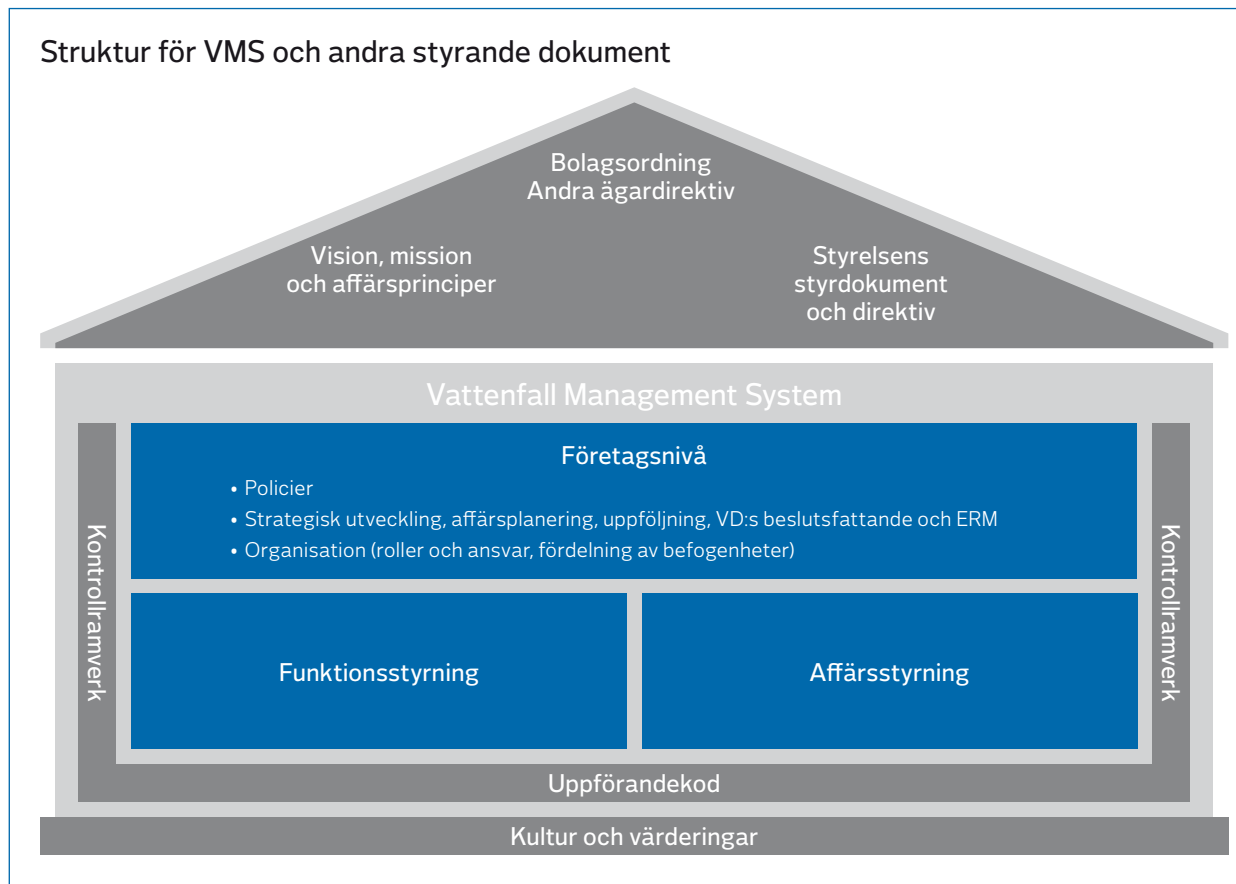 Struktur för VMS och andra styrande dokument
Bolagsordning
Andra ägardirektiv
Vision, mission
och affärsprinciper
Styrelsens
styrdokument
och direktiv
Vattenfall Management System
Kontrollramverk
Företagsnivå
• Policier
• Strategisk utveckling, affärsplanering, uppföljning, VD:s beslutsfattande och ERM
• Organisation (roller och ansvar, fördelning av befogenheter)
Kontrollramverk
Funktionsstyrning
Affärsstyrning
Uppförandekod
Kultur och värderingar